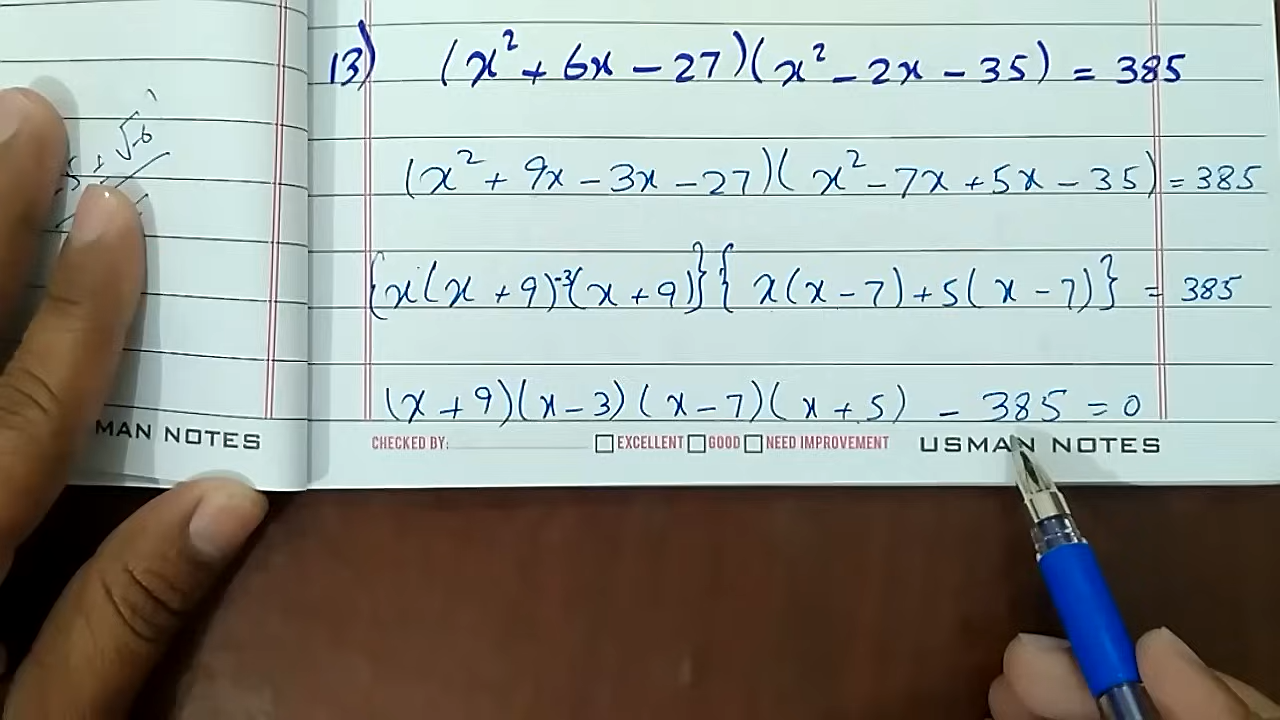 13) (x² + 6x - 27)(x² - 2x - 35) = 385
(x² + 9x - 3x - 27)(x² - 7x + 5x - 35) = 385
{x(x + 9) -3(x + 9)}{x(x - 7) + 5(x - 7)} = 385
(x + 9)(x - 3)(x - 7)(x + 5) - 385 = 0
MAN NOTES
CHECKED BY: EXCELLENT GOOD NEED IMPROVEMENT USMAN NOTES